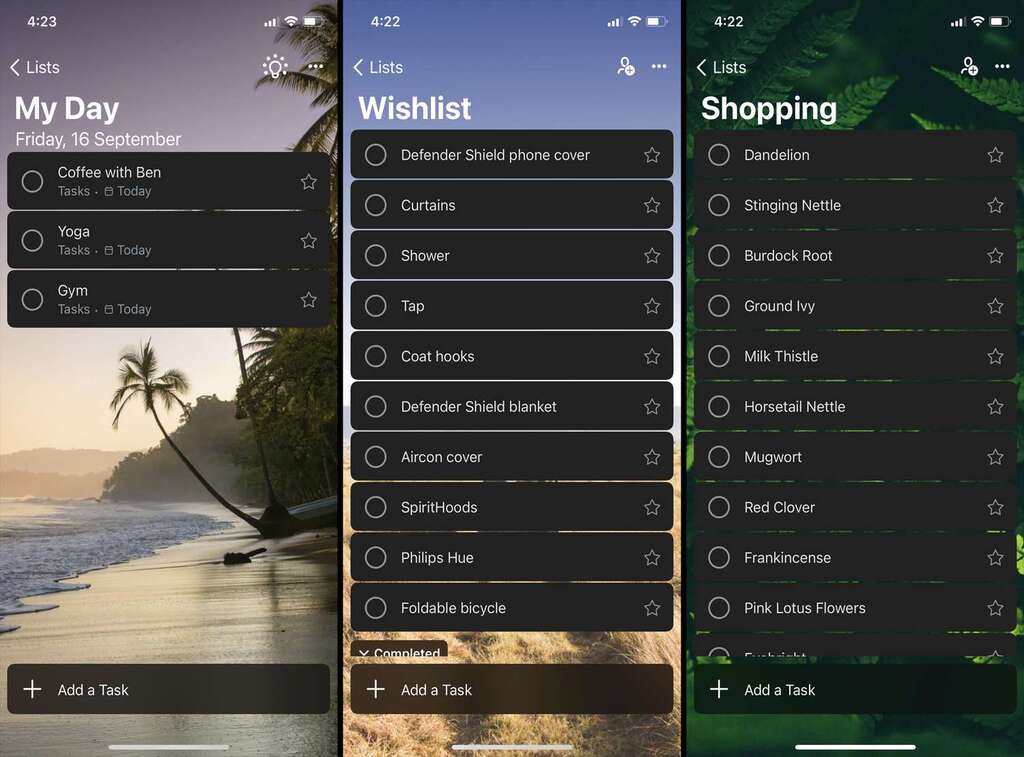 4:23
Lists
My Day
Friday, 16 September
Coffee with Ben
Tasks · Today
Yoga
Tasks · Today
Gym
Tasks · Today
Add a Task
4:22
Lists
Wishlist
Defender Shield phone cover
Curtains
Shower
Tap
Coat hooks
Defender Shield blanket
Aircon cover
SpiritHoods
Philips Hue
Foldable bicycle
Completed
Add a Task
4:22
Lists
Shopping
Dandelion
Stinging Nettle
Burdock Root
Ground Ivy
Milk Thistle
Horsetail Nettle
Mugwort
Red Clover
Frankincense
Pink Lotus Flowers
Eyebright
Add a Task